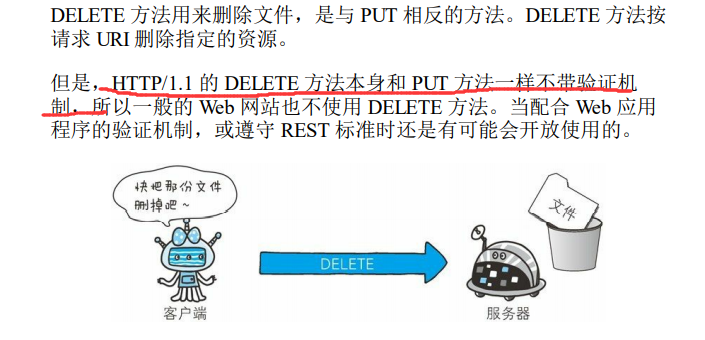 DELETE 方法用来删除文件，是与 PUT 相反的方法。DELETE 方法按
请求 URI 删除指定的资源。
但是，HTTP/1.1 的 DELETE 方法本身和 PUT 方法一样不带验证机
制，所以一般的 Web 网站也不使用 DELETE 方法。当配合 Web 应用
程序的验证机制，或遵守 REST 标准时还是有可能会开放使用的。
快把那份文件
删掉吧～
DELETE
文件
客户端
服务器